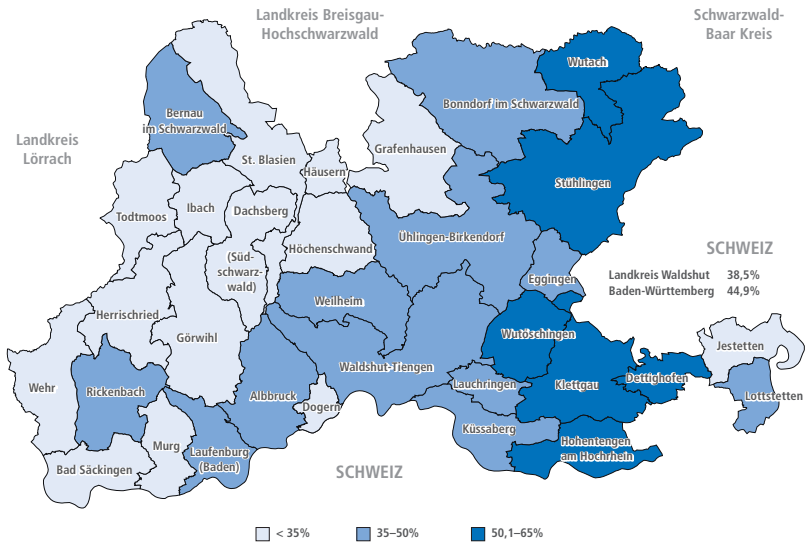 Landkreis Breisgau-
Hochschwarzwald
Schwarzwald-
Baar Kreis
Wutach
Bonndorf im Schwarzwald
Bernau
im Schwarzwald
Landkreis
Lörrach
Grafenhausen
St. Blasien
Häusern
Stühlingen
Ibach
Dachsberg
Todtmoos
Ühlingen-Birkendorf
Höchenschwand
(Süd-
schwarz-
wald)
SCHWEIZ
Eggingen
Landkreis Waldshut 38,5%
Baden-Württemberg 44,9%
Weilheim
Herrischried
Görwihl
Wutöschingen
Jestetten
Waldshut-Tiengen
Dettighofen
Lauchringen
Klettgau
Wehr
Rickenbach
Albbruck
Lottstetten
Dogern
Küssaberg
Hohentengen
am Hochrhein
Murg
Laufenburg
(Baden)
Bad Säckingen
SCHWEIZ
< 35%
35–50%
50,1–65%